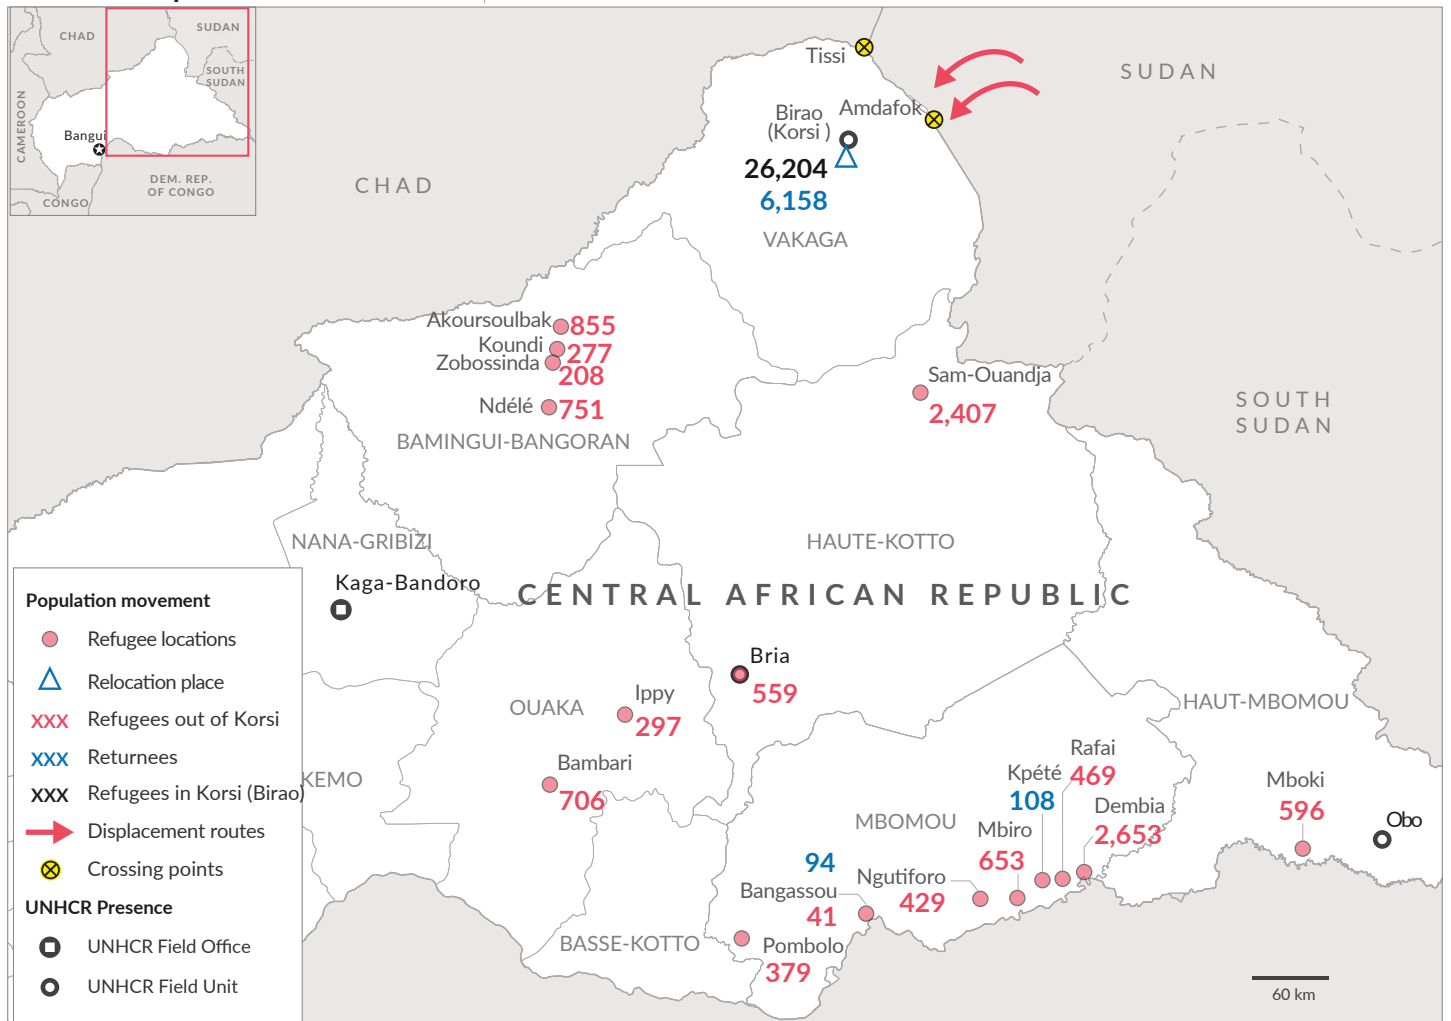 CHAD
SUDAN
SOUTH
SUDAN
CAMEROON
Bangui
DEM. REP.
OF CONGO
CONGO
Tissi
SUDAN
Birao
(Korsi )
Amdafok
26,204
6,158
VAKAGA
CHAD
Akoursoulbak
855
Koundi
277
Zobossinda
208
Ndélé
751
BAMINGUI-BANGORAN
Sam-Ouandja
2,407
SOUTH
SUDAN
NANA-GRIBIZI
HAUTE-KOTTO
Kaga-Bandoro
CENTRAL AFRICAN REPUBLIC
Bria
559
OUAKA
Ippy
297
Bambari
706
KEMO
HAUT-MBOMOU
Rafai
469
Kpété
108
Dembia
2,653
Mboki
596
Obo
MBOMOU
Mbiro
653
94
Bangassou
41
Ngutiforo
429
BASSE-KOTTO
Pombolo
379
60 km
Population movement
Refugee locations
Relocation place
XXX Refugees out of Korsi
XXX Returnees
XXX Refugees in Korsi (Birao)
Displacement routes
Crossing points
UNHCR Presence
UNHCR Field Office
UNHCR Field Unit